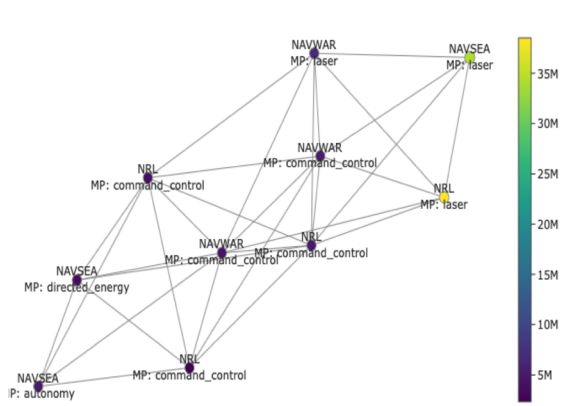 NAVWAR
MP: laser
NAVSEA
MP: laser
NAVWAR
MP: command_control
NRL
MP: command_control
NRL
MP: laser
NAVWAR
MP: command_control
NRL
MP: command_control
NAVSEA
MP: directed_energy
NRL
MP: command_control
NAVSEA
IP: autonomy
35M
30M
25M
20M
15M
10M
5M